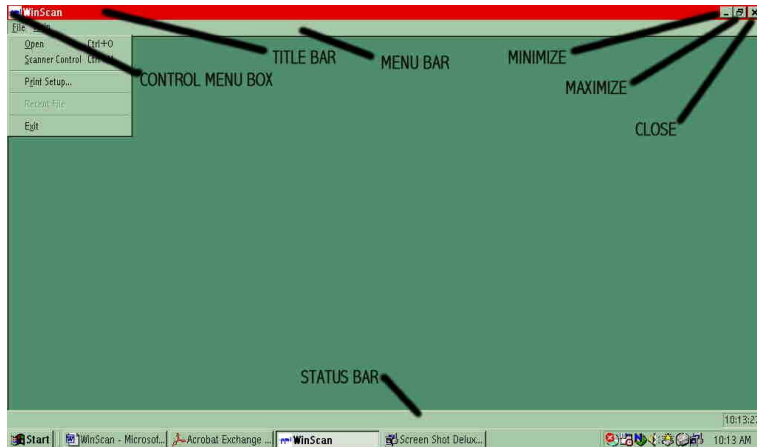 WinScan
File
Open Ctrl+O
Scanner Control
Print Setup...
Recent File
Exit
TITLE BAR
MENU BAR
MINIMIZE
CONTROL MENU BOX
MAXIMIZE
CLOSE
STATUS BAR
10:13:27
Start
WinScan - Microsof...
Acrobat Exchange ...
WinScan
Screen Shot Delux...
10:13 AM